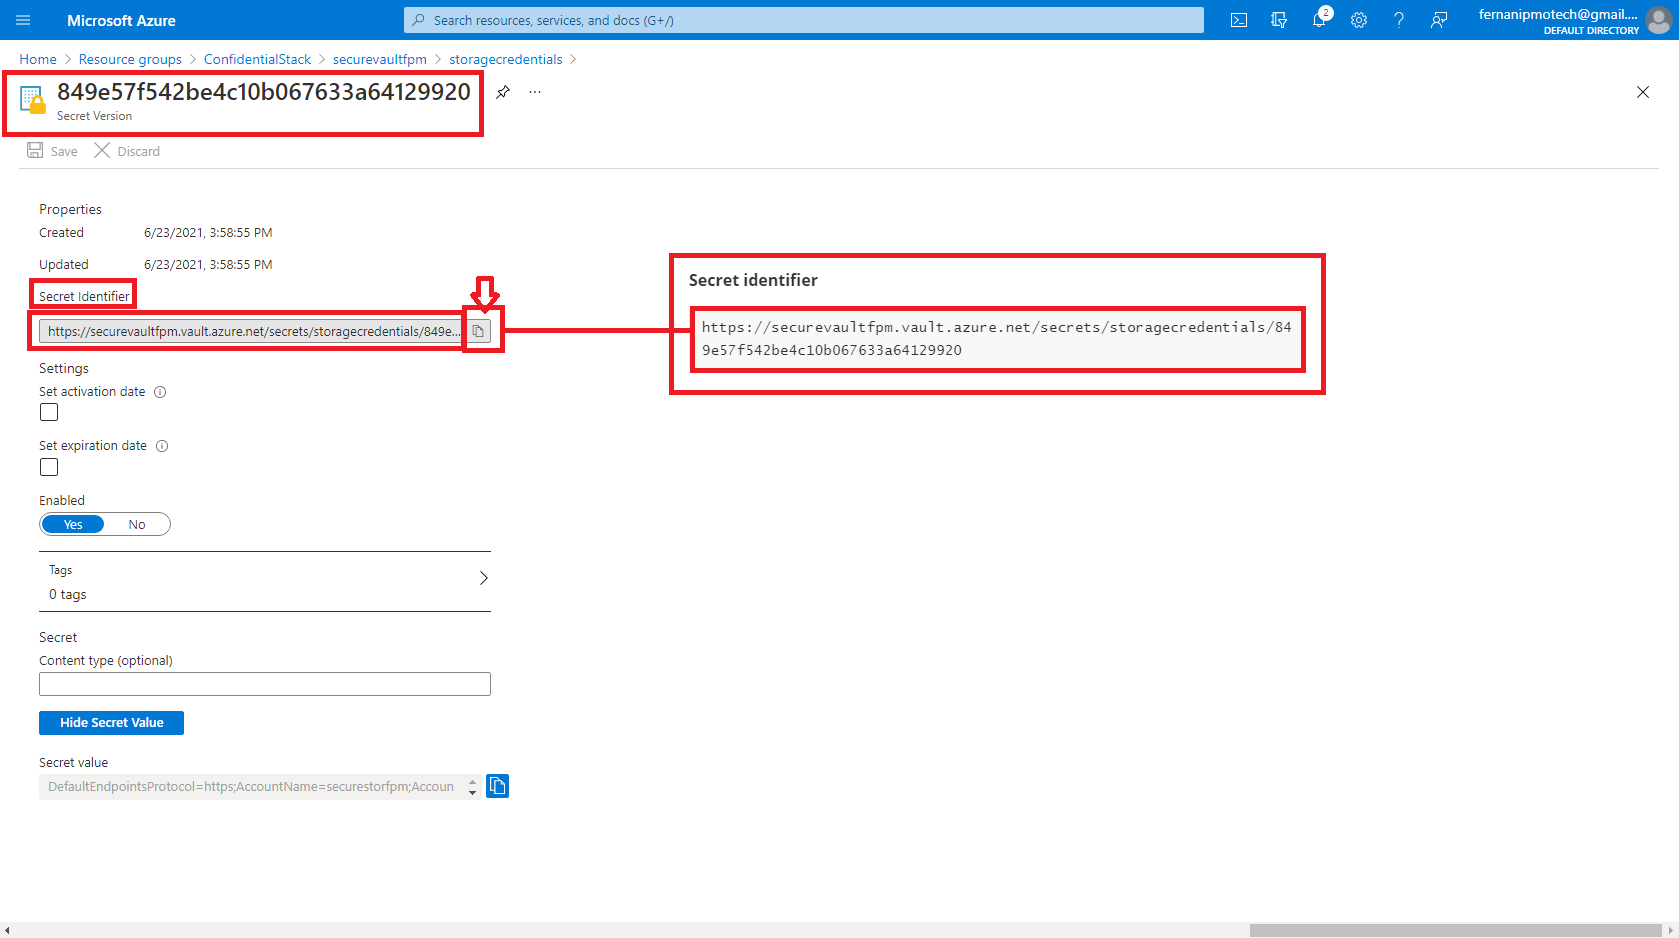 Microsoft Azure
Search resources, services, and docs (G+/)
2
fernanipmotech@gmail....
DEFAULT DIRECTORY
Home > Resource groups > ConfidentialStack > securevaultfpm > storagecredentials >
849e57f542be4c10b067633a64129920
...
Secret Version
Save Discard
Properties
Created 6/23/2021, 3:58:55 PM
Updated 6/23/2021, 3:58:55 PM
Secret Identifier
https://securevaultfpm.vault.azure.net/secrets/storagecredentials/849e...
Secret identifier
https://securevaultfpm.vault.azure.net/secrets/storagecredentials/84
9e57f542be4c10b067633a64129920
Settings
Set activation date
Set expiration date
Enabled
Yes No
Tags
0 tags
Secret
Content type (optional)
Hide Secret Value
Secret value
DefaultEndpointsProtocol=https;AccountName=securestorfpm;Accoun